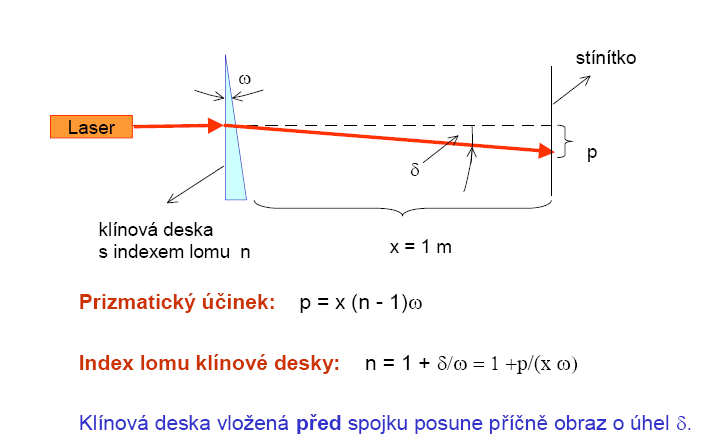 stínítko
ω
Laser
δ
p
klínová deska
s indexem lomu n
x = 1 m
Prizmatický účinek: p = x (n - 1)ω
Index lomu klínové desky: n = 1 + δ/ω = 1 +p/(x ω)
Klínová deska vložená před spojku posune příčně obraz o úhel δ.